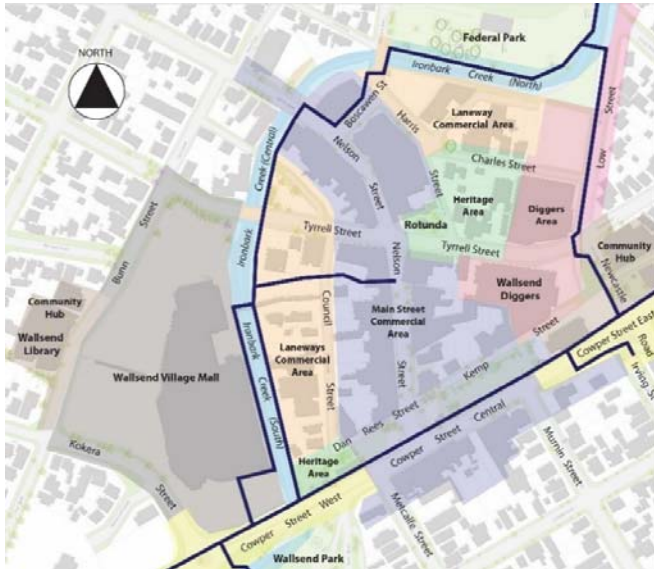 Federal Park
NORTH
Ironbark Creek (North)
Boscawen St
Harris Street
Laneway
Commercial Area
Low Street
Creek (Central)
Ironbark
Nelson Street
Charles Street
Heritage
Area
Diggers
Area
Rotunda
Bunn Street
Tyrrell Street
Nelson
Tyrrell Street
Community
Hub
Newcastle Road
Wallsend
Diggers
Community
Hub
Wallsend
Library
Main Street
Commercial
Area
Council Street
Laneways
Commercial
Area
Ironbark Creek (South)
Wallsend Village Mall
Kemp Street
Cowper Street East
Irving St
Dan Rees Street
Cowper Street Central
Murnin Street
Kokera Street
Heritage
Area
Metcalfe Street
Cowper Street West
Wallsend Park